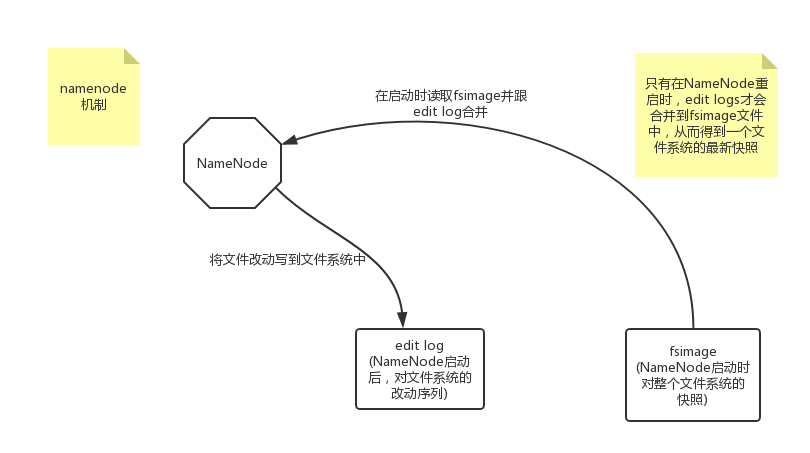 namenode
机制
只有在NameNode重
启时，edit logs才会
合并到fsimage文件
中，从而得到一个文
件系统的最新快照
在启动时读取fsimage并跟
edit log合并
NameNode
将文件改动写到文件系统中
edit log
(NameNode启动
后，对文件系统的
改动序列)
fsimage
(NameNode启动时
对整个文件系统的
快照)